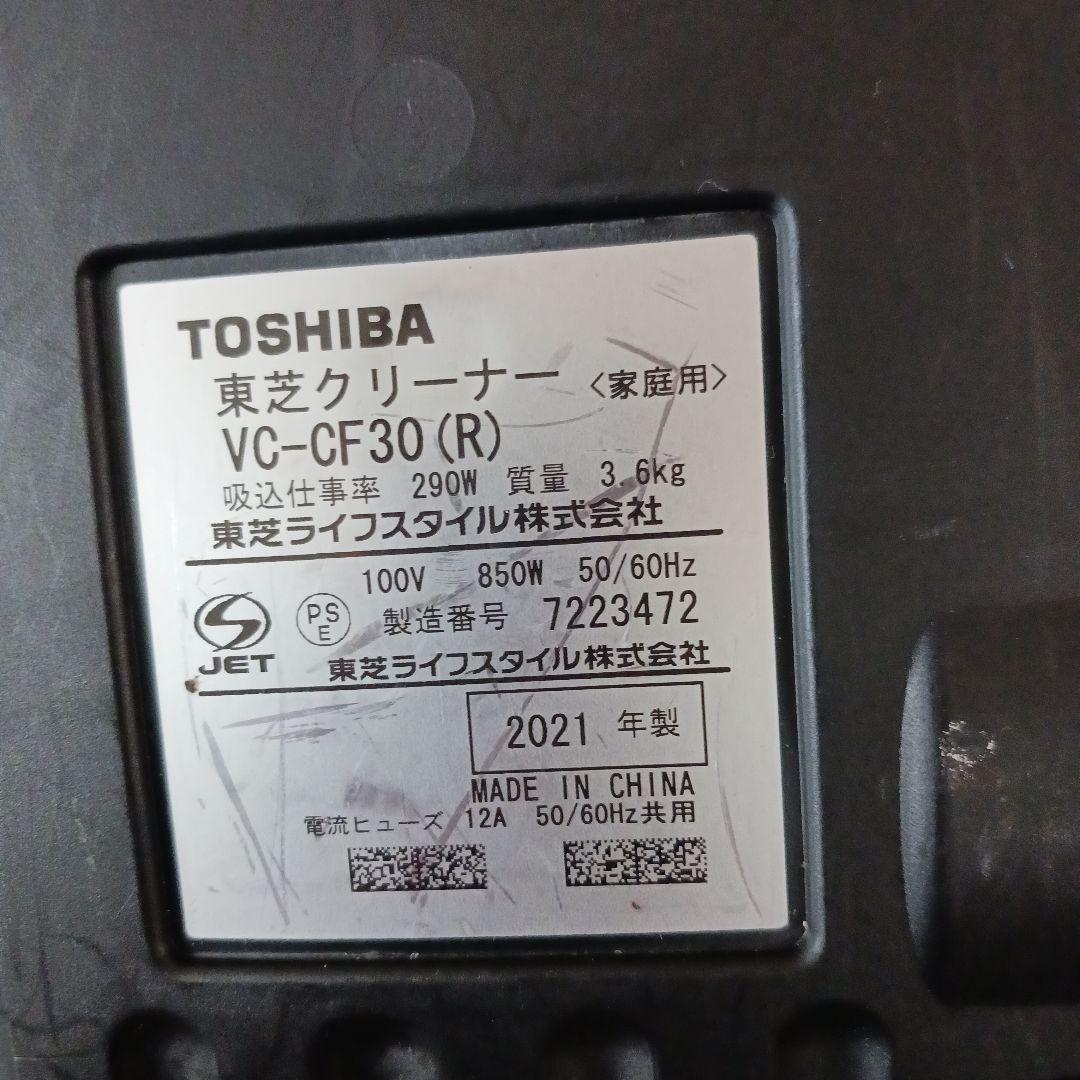 TOSHIBA
東芝クリーナー 〈家庭用〉
VC-CF30(R)
吸込仕事率 290W 質量 3.6kg
東芝ライフスタイル株式会社
100V 850W 50/60Hz
JET PSE 製造番号 7223472
東芝ライフスタイル株式会社
2021 年製
MADE IN CHINA
電流ヒューズ 12A 50/60Hz共用